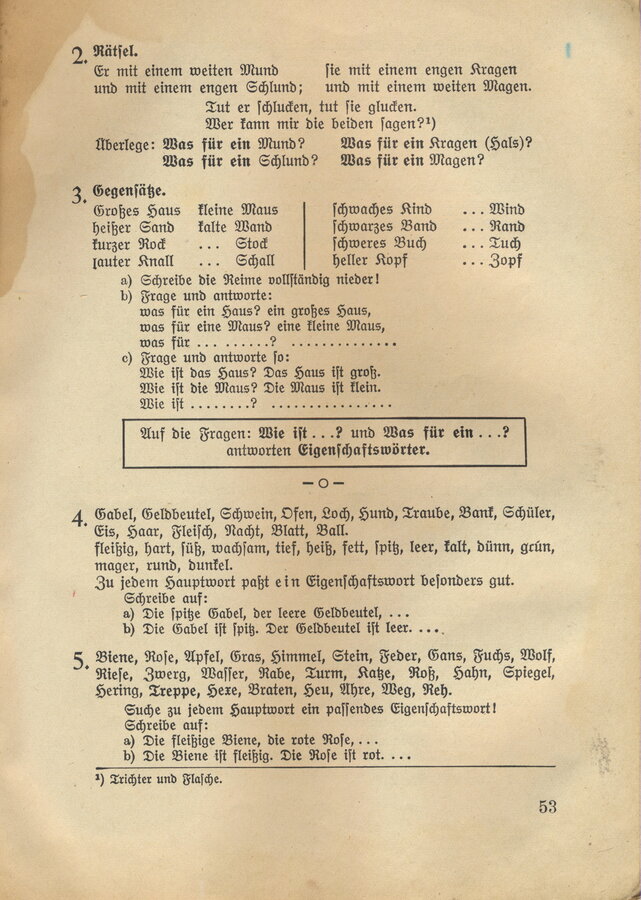 2. Rätsel.
Er mit einem weiten Mund sie mit einem engen Kragen
und mit einem engen Schlund; und mit einem weiten Magen.
Tut er schlucken, tut sie glucken.
Wer kann mir die beiden sagen?¹)
Überlege: Was für ein Mund? Was für ein Kragen (Hals)?
Was für ein Schlund? Was für ein Magen?
3. Gegensätze.
Großes Haus kleine Maus schwaches Kind ... Wind
heißer Sand kalte Wand schwarzes Band ... Rand
kurzer Rock ... Stock schweres Buch ... Tuch
lauter Knall ... Schall heller Kopf ... Zopf
a) Schreibe die Reime vollständig nieder!
b) Frage und antworte:
was für ein Haus? ein großes Haus,
was für eine Maus? eine kleine Maus,
was für ... ......? ..............
c) Frage und antworte so:
Wie ist das Haus? Das Haus ist groß.
Wie ist die Maus? Die Maus ist klein.
Wie ist ........? ................
Auf die Fragen: Wie ist ...? und Was für ein ...?
antworten Eigenschaftswörter.
4. Gabel, Geldbeutel, Schwein, Ofen, Loch, Hund, Traube, Bank, Schüler,
Eis, Haar, Fleisch, Nacht, Blatt, Ball.
fleißig, hart, süß, wachsam, tief, heiß, fett, spitz, leer, kalt, dünn, grün,
mager, rund, dunkel.
Zu jedem Hauptwort paßt ein Eigenschaftswort besonders gut.
Schreibe auf:
a) Die spitze Gabel, der leere Geldbeutel, ...
b) Die Gabel ist spitz. Der Geldbeutel ist leer. ...
5. Biene, Rose, Apfel, Gras, Himmel, Stein, Feder, Gans, Fuchs, Wolf,
Riese, Zwerg, Wasser, Rabe, Turm, Katze, Roß, Hahn, Spiegel,
Hering, Treppe, Hexe, Braten, Heu, Ähre, Weg, Reh.
Suche zu jedem Hauptwort ein passendes Eigenschaftswort!
Schreibe auf:
a) Die fleißige Biene, die rote Rose, ...
b) Die Biene ist fleißig. Die Rose ist rot. ...
¹) Trichter und Flasche.
53